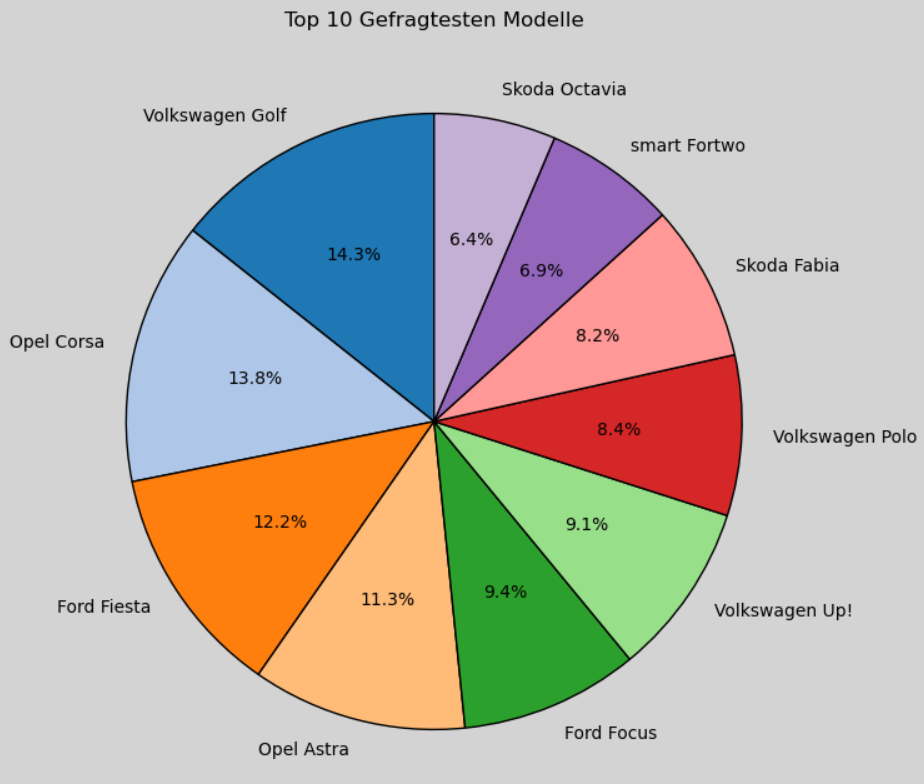 Top 10 Gefragtesten Modelle
Volkswagen Golf
14.3%
Opel Corsa
13.8%
Ford Fiesta
12.2%
Opel Astra
11.3%
Ford Focus
9.4%
Volkswagen Up!
9.1%
Volkswagen Polo
8.4%
Skoda Fabia
8.2%
smart Fortwo
6.9%
Skoda Octavia
6.4%